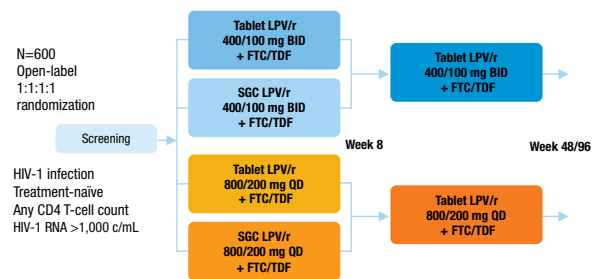 N=600
Open-label
1:1:1:1
randomization
Screening
HIV-1 infection
Treatment-naïve
Any CD4 T-cell count
HIV-1 RNA >1,000 c/mL
Tablet LPV/r
400/100 mg BID
+ FTC/TDF
SGC LPV/r
400/100 mg BID
+ FTC/TDF
Tablet LPV/r
800/200 mg QD
+ FTC/TDF
SGC LPV/r
800/200 mg QD
+ FTC/TDF
Week 8
Tablet LPV/r
400/100 mg BID
+ FTC/TDF
Tablet LPV/r
800/200 mg QD
+ FTC/TDF
Week 48/96